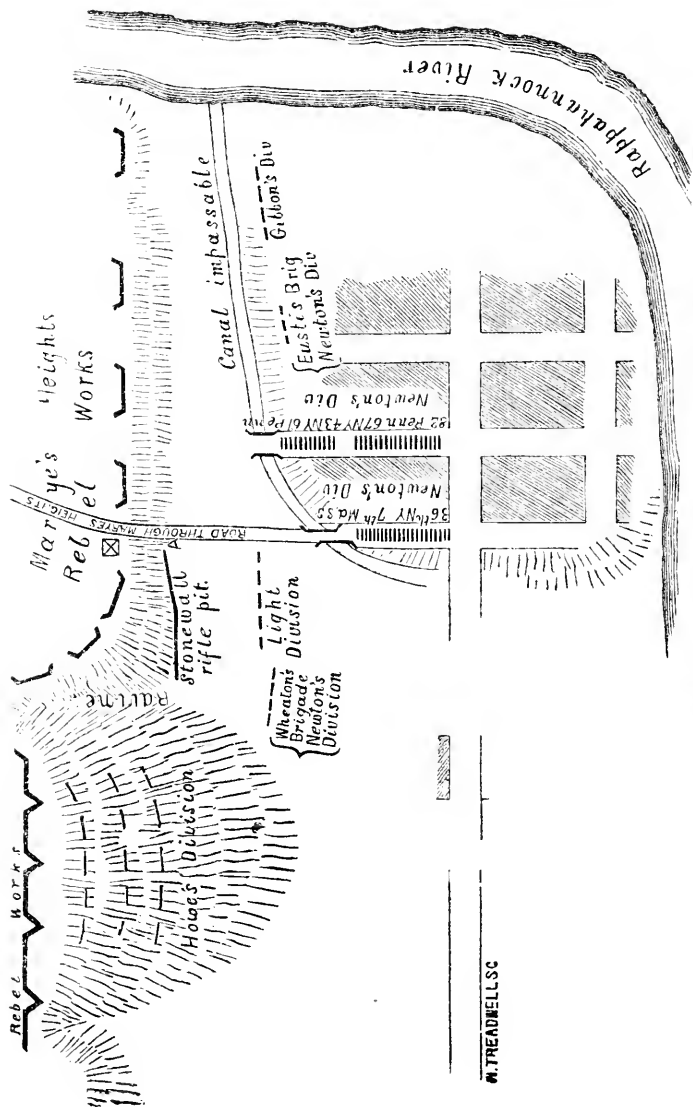 Rappahannock River
Canal impassable
Gibbon's Div
Eustis Brig
Newton's Div
Marye's Heights
Rebel Works
82 Penn 67 NY 43 NY 61 Penn
Newton's Div
36th NY 7th Mass
Newton's Div
ROAD THROUGH MARYES HEIGHTS
Stonewall
rifle pit.
Light
Division
Wheaton's
Brigade
Newton's
Division
Ravine
Rebel Works
Howe's Division
N. TREADWELL SC